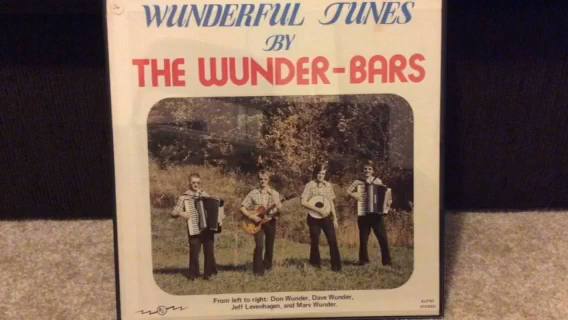 WUNDERFUL TUNES
BY
THE WUNDER-BARS
From left to right: Don Wunder, Dave Wunder,
Jeff Levenhagen, and Marv Wunder.